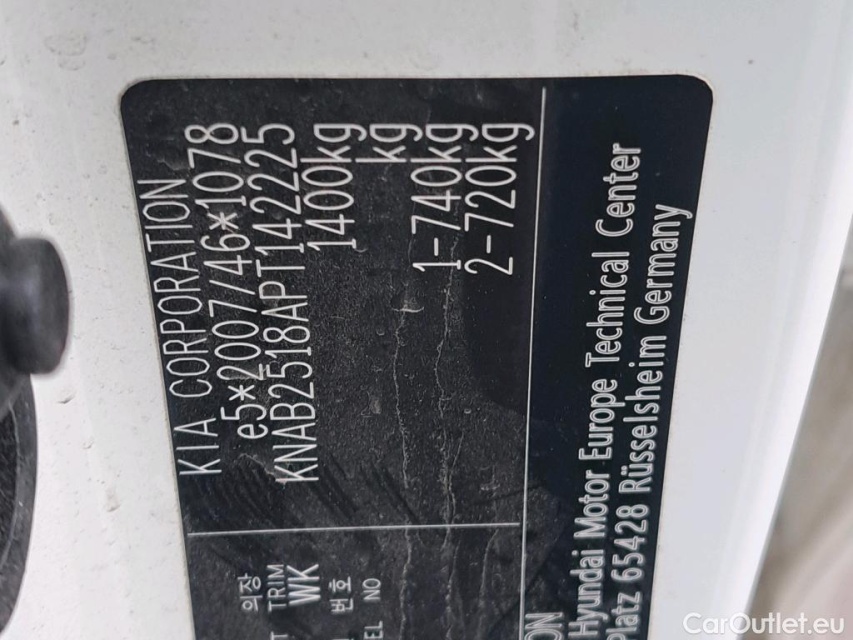 KIA CORPORATION
e5*2007/46*1078
KNAB2518APT142225
1400kg
kg
1-740kg
2-720kg
의장
TRIM
WK
번호
NO
Hyundai Motor Europe Technical Center
Platz 65428 Rüsselsheim Germany
CarOutlet.eu